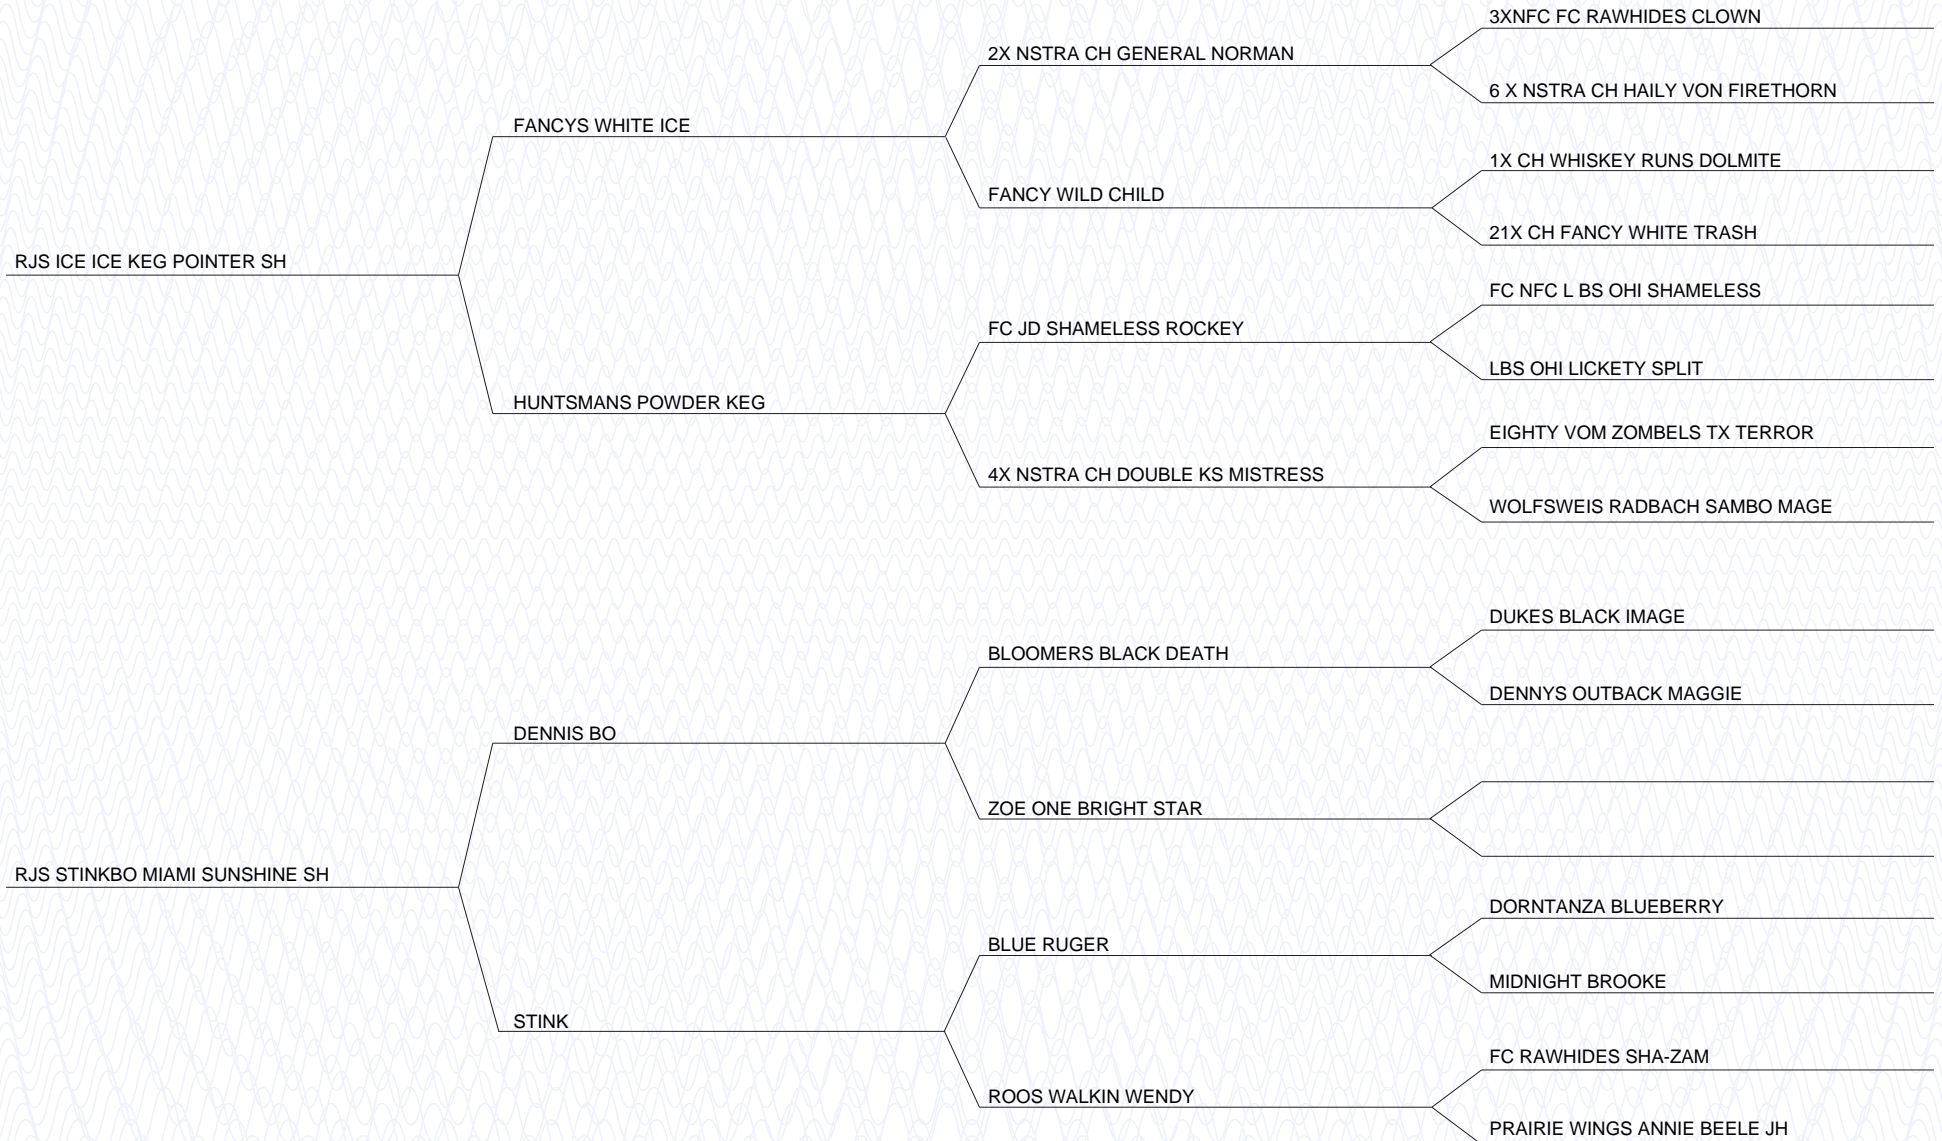 3XNFC FC RAWHIDES CLOWN
2X NSTRA CH GENERAL NORMAN
6 X NSTRA CH HAILY VON FIRETHORN
FANCYS WHITE ICE
1X CH WHISKEY RUNS DOLMITE
FANCY WILD CHILD
21X CH FANCY WHITE TRASH
RJS ICE ICE KEG POINTER SH
FC NFC L BS OHI SHAMELESS
FC JD SHAMELESS ROCKEY
LBS OHI LICKETY SPLIT
HUNTSMANS POWDER KEG
EIGHTY VOM ZOMBELS TX TERROR
4X NSTRA CH DOUBLE KS MISTRESS
WOLFSWEIS RADBACH SAMBO MAGE
DUKES BLACK IMAGE
BLOOMERS BLACK DEATH
DENNYS OUTBACK MAGGIE
DENNIS BO
ZOE ONE BRIGHT STAR
RJS STINKBO MIAMI SUNSHINE SH
DORNTANZA BLUEBERRY
BLUE RUGER
MIDNIGHT BROOKE
STINK
FC RAWHIDES SHA-ZAM
ROOS WALKIN WENDY
PRAIRIE WINGS ANNIE BEELE JH